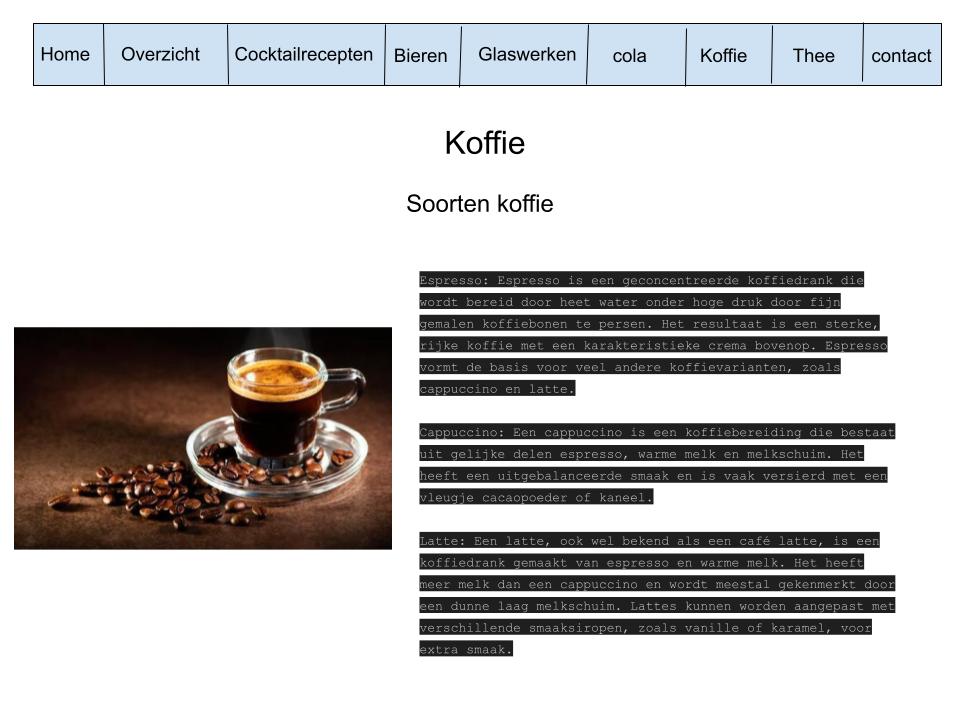 Home Overzicht Cocktailrecepten Bieren Glaswerken cola Koffie Thee contact
Koffie
Soorten koffie
Espresso: Espresso is een geconcentreerde koffiedrank die
wordt bereid door heet water onder hoge druk door fijn
gemalen koffiebonen te persen. Het resultaat is een sterke,
rijke koffie met een karakteristieke crema bovenop. Espresso
vormt de basis voor veel andere koffievarianten, zoals
cappuccino en latte.
Cappuccino: Een cappuccino is een koffiebereiding die bestaat
uit gelijke delen espresso, warme melk en melkschuim. Het
heeft een uitgebalanceerde smaak en is vaak versierd met een
vleugje cacaopoeder of kaneel.
Latte: Een latte, ook wel bekend als een café latte, is een
koffiedrank gemaakt van espresso en warme melk. Het heeft
meer melk dan een cappuccino en wordt meestal gekenmerkt door
een dunne laag melkschuim. Lattes kunnen worden aangepast met
verschillende smaaksiropen, zoals vanille of karamel, voor
extra smaak.